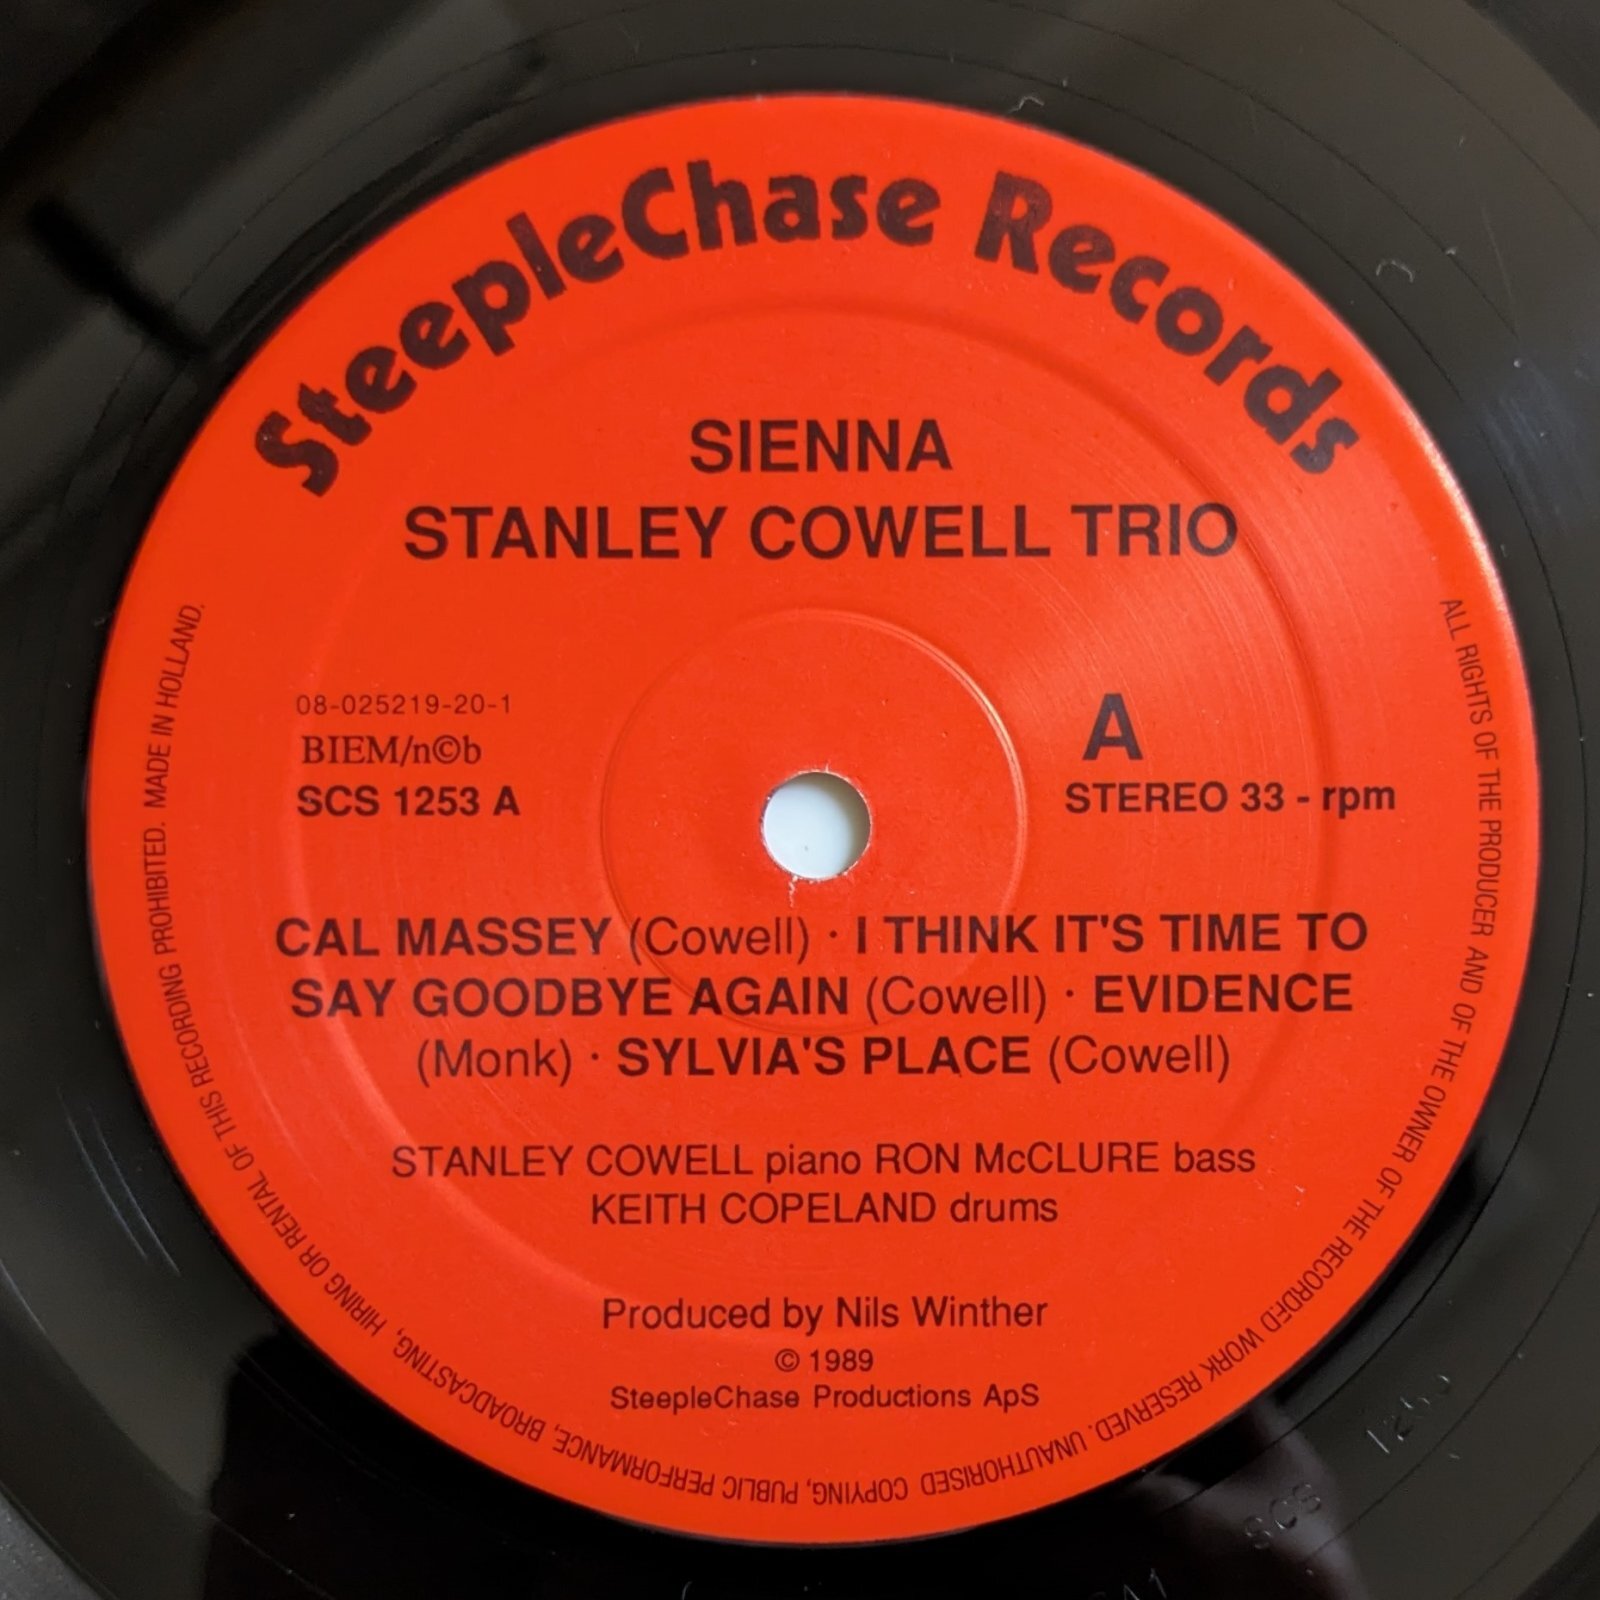 SteepleChase Records
SIENNA
STANLEY COWELL TRIO
08-025219-20-1
BIEM/n©b
SCS 1253 A
A
STEREO 33 - rpm
CAL MASSEY (Cowell) · I THINK IT'S TIME TO
SAY GOODBYE AGAIN (Cowell) · EVIDENCE
(Monk) · SYLVIA'S PLACE (Cowell)
STANLEY COWELL piano RON McCLURE bass
KEITH COPELAND drums
Produced by Nils Winther
© 1989
SteepleChase Productions ApS
ALL RIGHTS OF THE PRODUCER AND OF THE OWNER OF THE RECORDED WORK RESERVED. UNAUTHORISED COPYING, PUBLIC PERFORMANCE, BROADCASTING, HIRING OR RENTAL OF THIS RECORDING PROHIBITED. MADE IN HOLLAND.